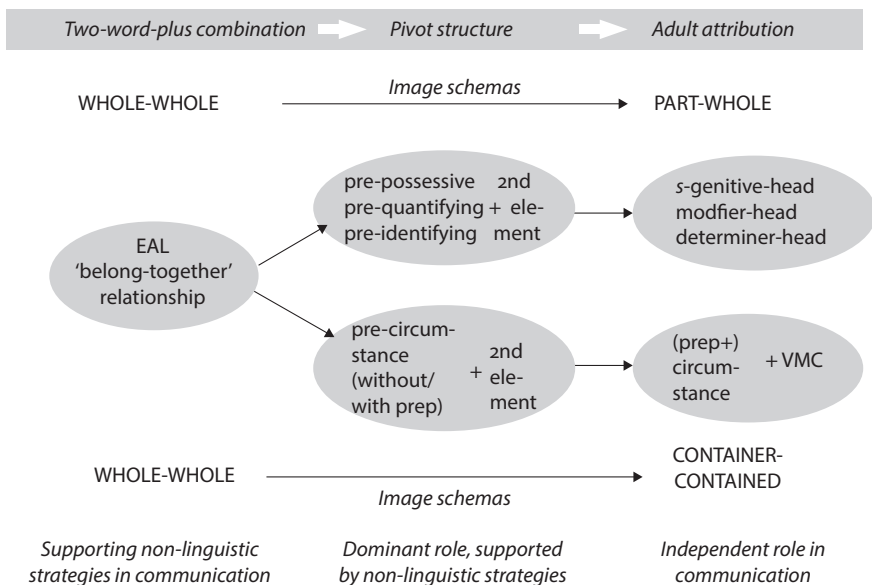 Two-word-plus combination Pivot structure Adult attribution
Image schemas
WHOLE-WHOLE PART-WHOLE
pre-possessive 2nd
pre-quantifying + ele-
pre-identifying ment
s-genitive-head
modfier-head
determiner-head
EAL
'belong-together'
relationship
pre-circum-
stance
(without/
with prep)
+ 2nd
ele-
ment
(prep+)
circum-
stance
+ VMC
WHOLE-WHOLE CONTAINER-
CONTAINED
Image schemas
Supporting non-linguistic
strategies in communication
Dominant role, supported
by non-linguistic strategies
Independent role in
communication